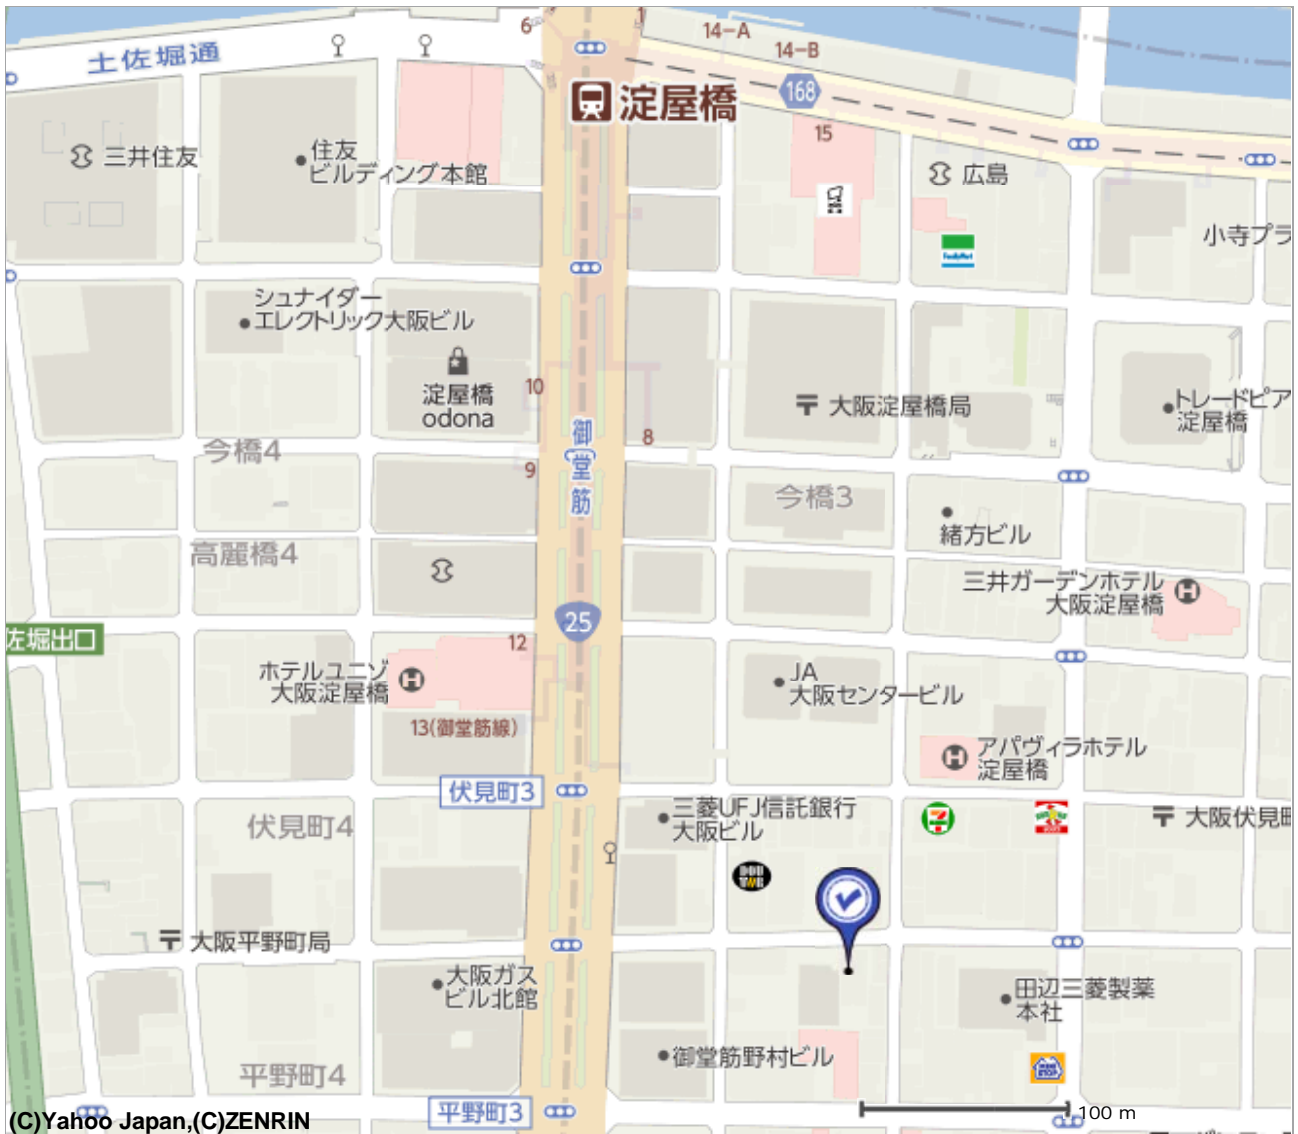 6
1
14-A
14-B
土佐堀通
淀屋橋
168
15
三井住友
住友
ビルディング本館
広島
FamilyMart
小寺プラ
シュナイダー
エレクトリック大阪ビル
淀屋橋
odona
10
大阪淀屋橋局
トレードピア
淀屋橋
今橋4
8
御堂筋
9
今橋3
緒方ビル
高麗橋4
三井ガーデンホテル
大阪淀屋橋
25
佐堀出口
12
ホテルユニゾ
大阪淀屋橋
JA
大阪センタービル
13(御堂筋線)
アパヴィラホテル
淀屋橋
伏見町3
三菱UFJ信託銀行
大阪ビル
大阪伏見町
伏見町4
大阪平野町局
大阪ガス
ビル北館
田辺三菱製薬
本社
御堂筋野村ビル
平野町4
平野町3
100 m
(C)Yahoo Japan,(C)ZENRIN